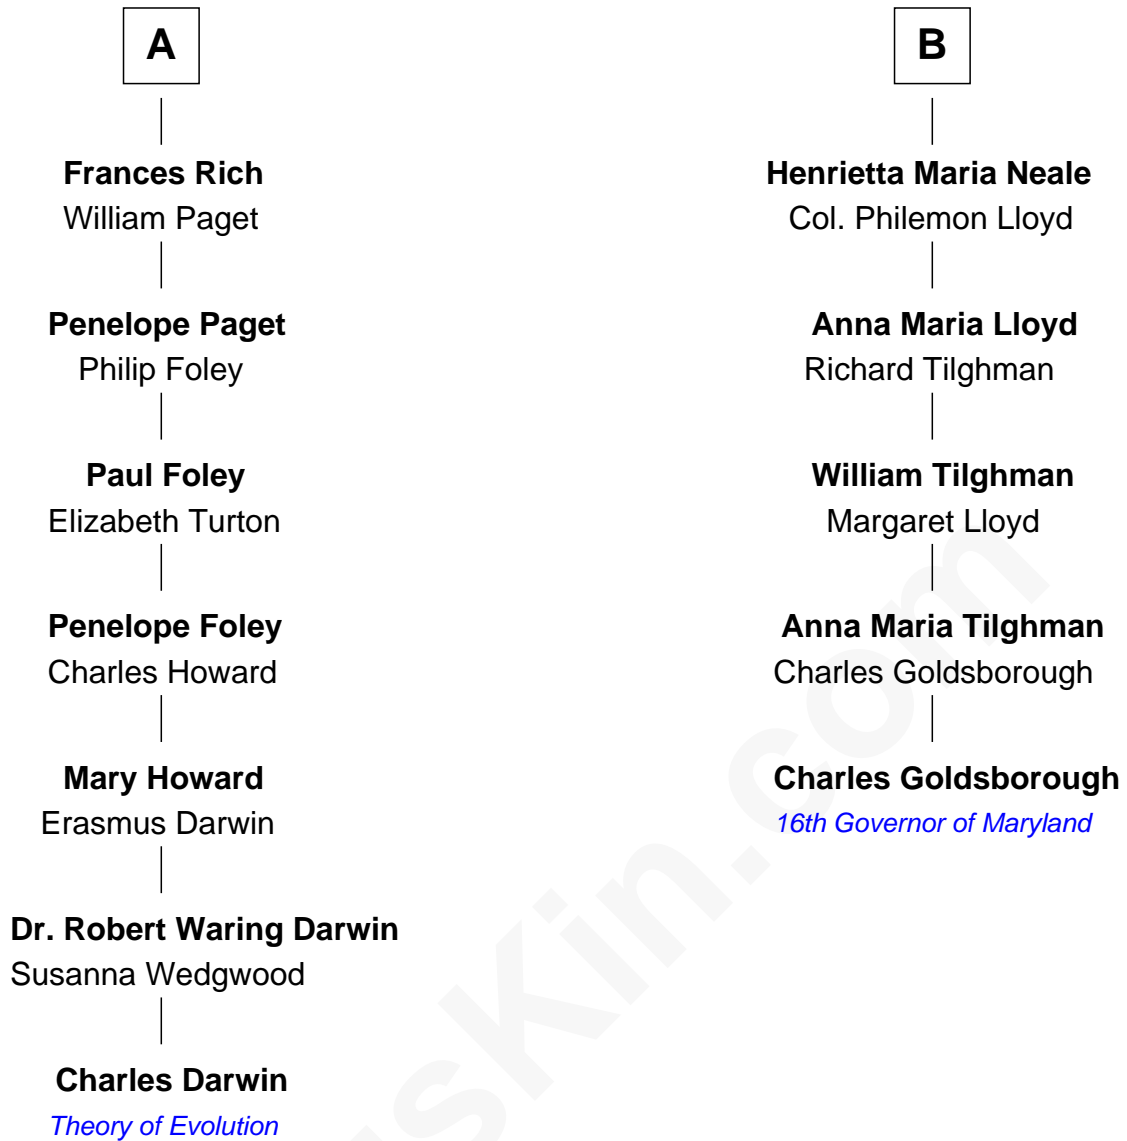 A
Frances Rich
William Paget
Penelope Paget
Philip Foley
Paul Foley
Elizabeth Turton
Penelope Foley
Charles Howard
Mary Howard
Erasmus Darwin
Dr. Robert Waring Darwin
Susanna Wedgwood
Charles Darwin
Theory of Evolution
B
Henrietta Maria Neale
Col. Philemon Lloyd
Anna Maria Lloyd
Richard Tilghman
William Tilghman
Margaret Lloyd
Anna Maria Tilghman
Charles Goldsborough
Charles Goldsborough
16th Governor of Maryland
usKin.com